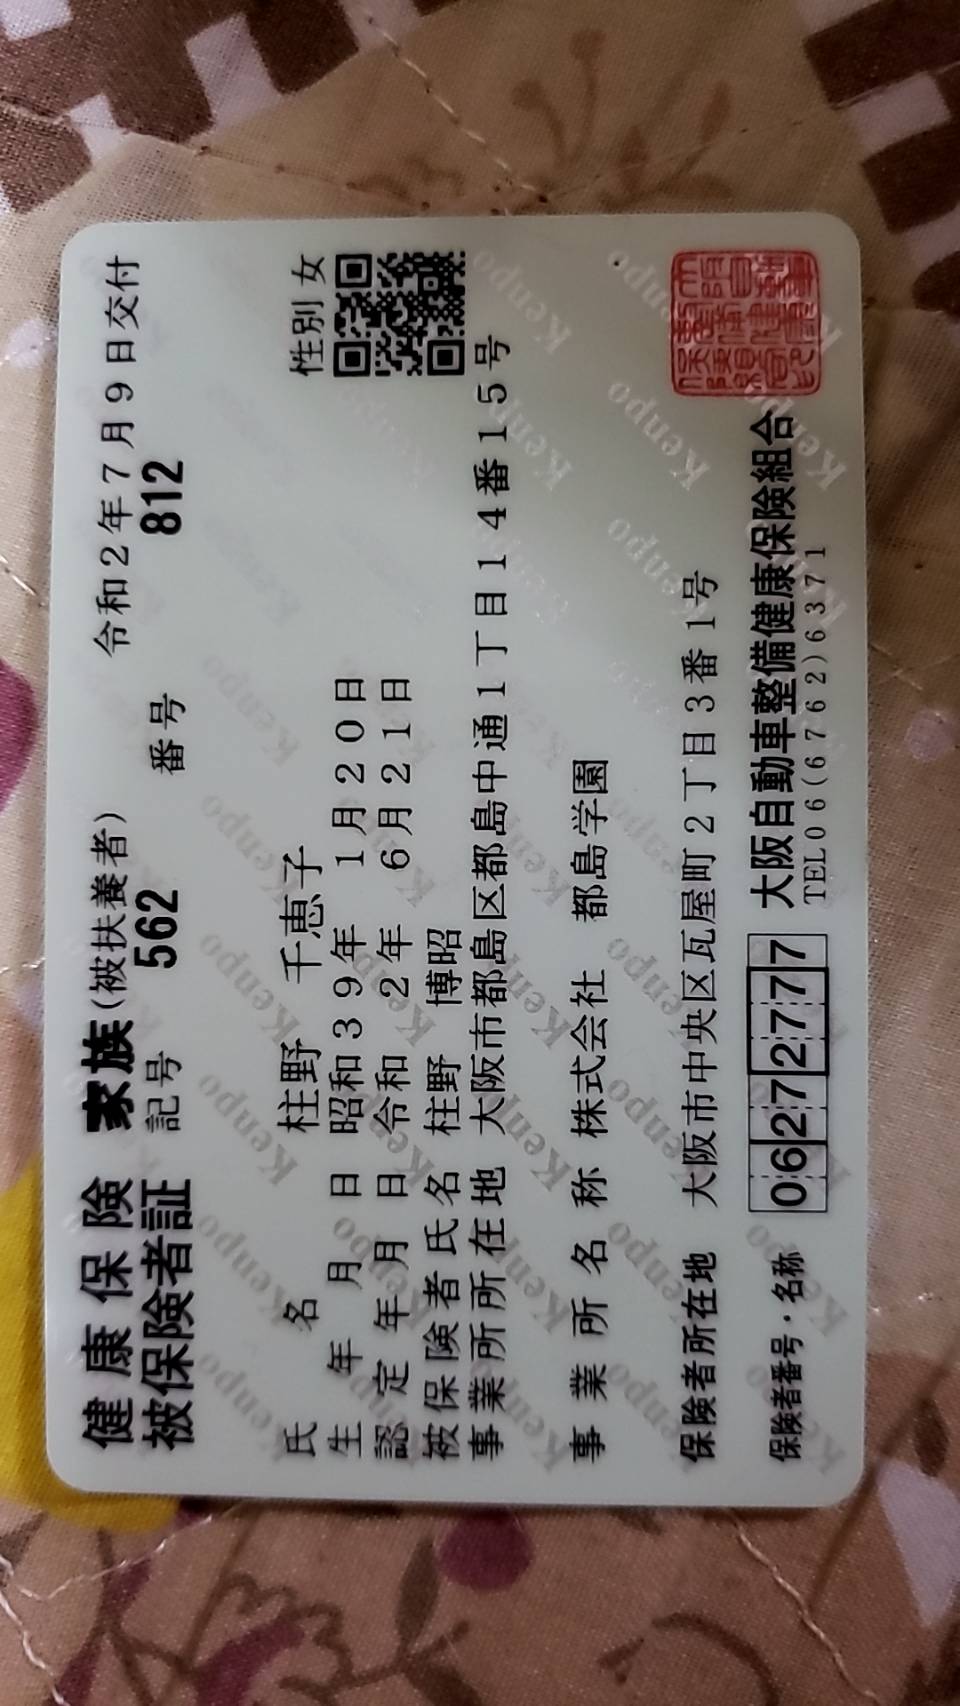 健康保険 家族(被扶養者) 令和2年7月9日交付
被保険者証 記号 562 番号 812
氏名 柱野 千恵子 性別 女
生年月日 昭和39年 1月20日
認定年月日 令和 2年 6月21日
被保険者氏名 柱野 博昭
事業所所在地 大阪市都島区都島中通1丁目14番15号
事業所名称 株式会社 都島学園
保険者所在地 大阪市中央区瓦屋町2丁目3番1号
保険者番号・名称 06272777 大阪自動車整備健康保険組合
TEL06(6762)6371
Kenpo